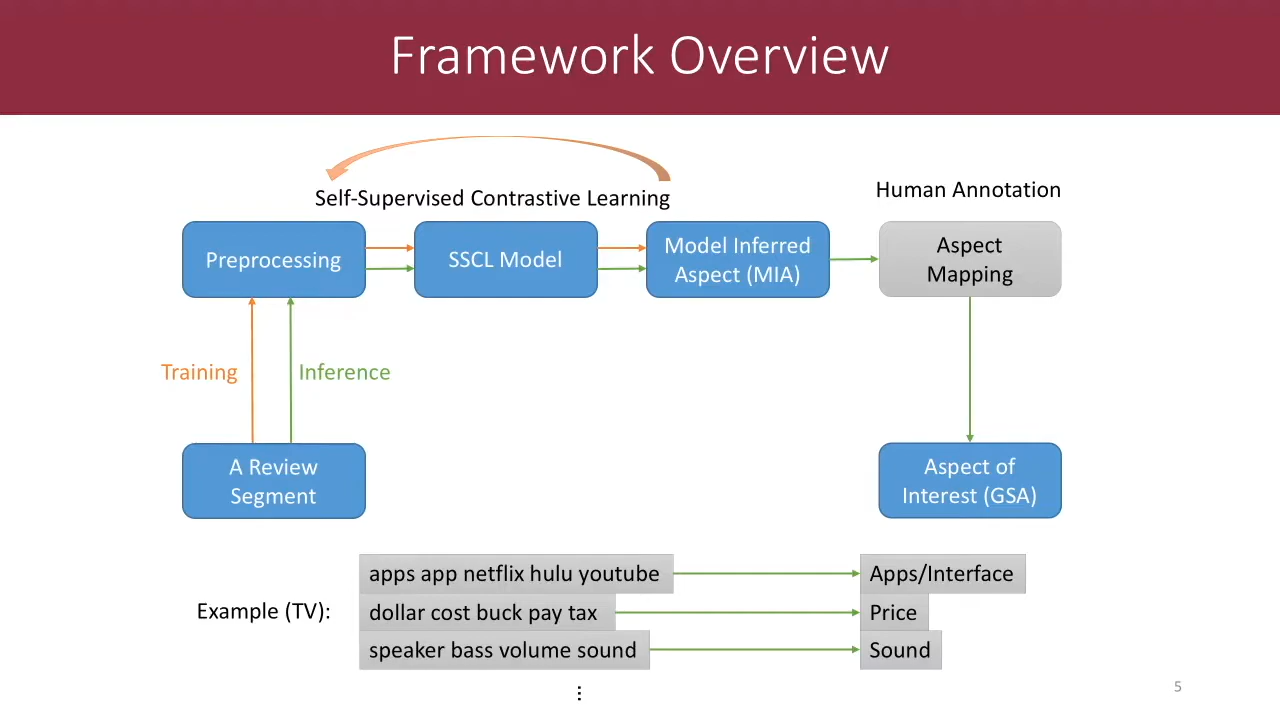 Framework Overview
Self-Supervised Contrastive Learning
Human Annotation
Preprocessing
SSCL Model
Model Inferred
Aspect (MIA)
Aspect
Mapping
Training
Inference
A Review
Segment
Aspect of
Interest (GSA)
Example (TV):
apps app netflix hulu youtube
Apps/Interface
dollar cost buck pay tax
Price
speaker bass volume sound
Sound
⋮
5